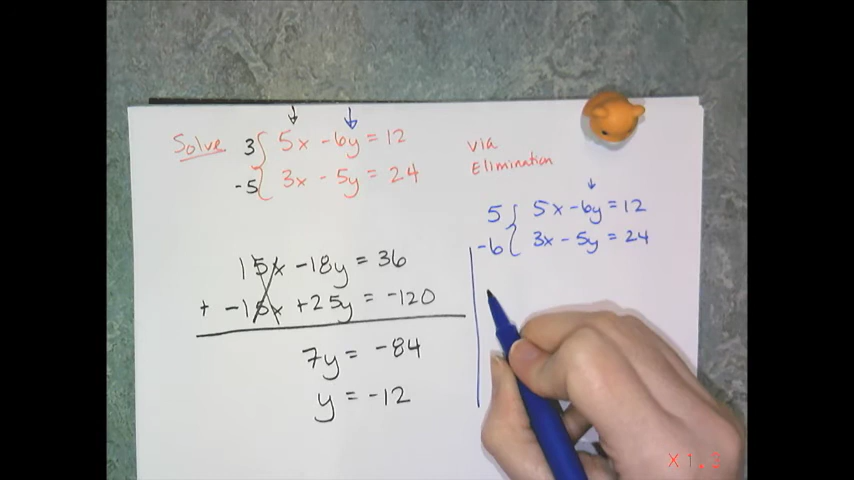 Solve 3 { 5x - 6y = 12
-5 { 3x - 5y = 24
via
Elimination
15x - 18y = 36
+ -15x + 25y = -120
7y = -84
y = -12
5 { 5x - 6y = 12
-6 { 3x - 5y = 24
X1.2